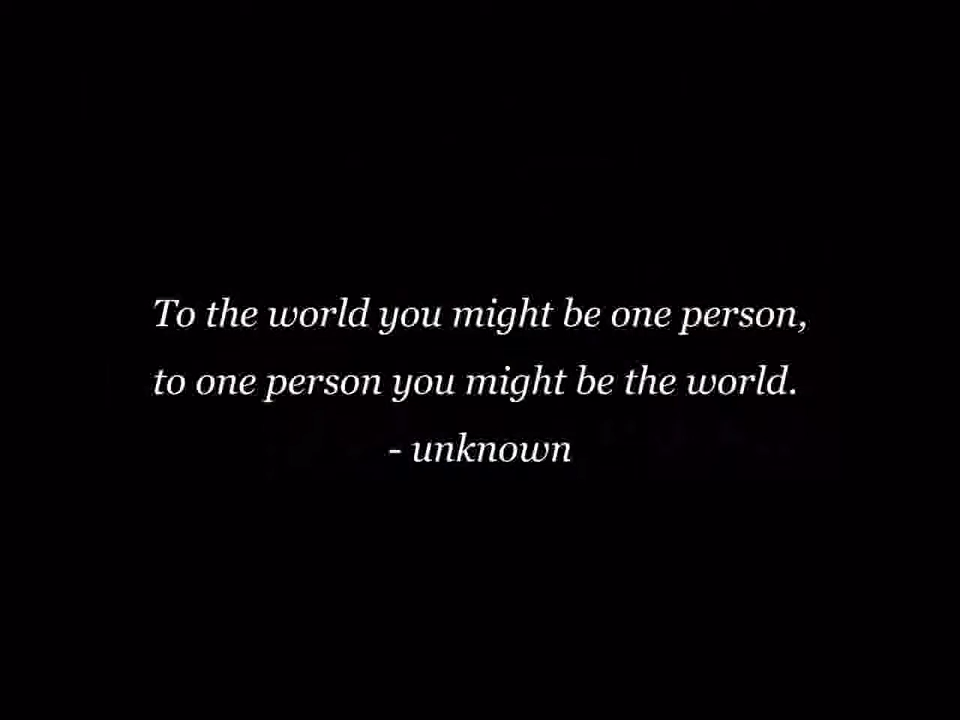 To the world you might be one person,
to one person you might be the world.
- unknown